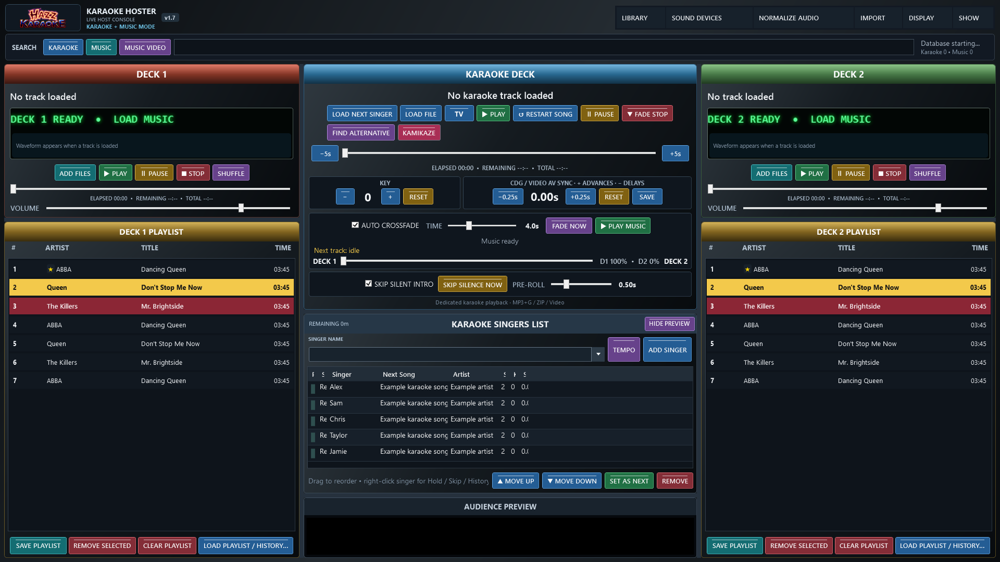 HAZZ KARAOKE
KARAOKE HOSTER
LIVE HOST CONSOLE
KARAOKE + MUSIC MODE
v1.7
LIBRARY SOUND DEVICES NORMALIZE AUDIO IMPORT DISPLAY SHOW
SEARCH KARAOKE MUSIC MUSIC VIDEO
Database starting...
Karaoke 0 • Music 0
DECK 1
No track loaded
DECK 1 READY • LOAD MUSIC
Waveform appears when a track is loaded
ADD FILES ▶ PLAY II PAUSE ■ STOP SHUFFLE
ELAPSED 00:00 • REMAINING --:-- • TOTAL --:--
VOLUME
DECK 1 PLAYLIST
# ARTIST TITLE TIME
1 ★ ABBA Dancing Queen 03:45
2 Queen Don't Stop Me Now 03:45
3 The Killers Mr. Brightside 03:45
4 ABBA Dancing Queen 03:45
5 Queen Don't Stop Me Now 03:45
6 The Killers Mr. Brightside 03:45
7 ABBA Dancing Queen 03:45
SAVE PLAYLIST REMOVE SELECTED CLEAR PLAYLIST LOAD PLAYLIST / HISTORY...
KARAOKE DECK
No karaoke track loaded
LOAD NEXT SINGER LOAD FILE TV ▶ PLAY ↺ RESTART SONG II PAUSE ▼ FADE STOP
FIND ALTERNATIVE KAMIKAZE
−5s +5s
ELAPSED 00:00 • REMAINING --:-- • TOTAL --:--
KEY
− 0 + RESET
CDG / VIDEO AV SYNC · + ADVANCES · − DELAYS
−0.25s 0.00s +0.25s RESET SAVE
AUTO CROSSFADE TIME 4.0s FADE NOW ▶ PLAY MUSIC
Music ready
Next track: idle
DECK 1 D1 100% • D2 0% DECK 2
SKIP SILENT INTRO SKIP SILENCE NOW PRE-ROLL 0.50s
Dedicated karaoke playback · MP3+G / ZIP / Video
REMAINING 0m KARAOKE SINGERS LIST HIDE PREVIEW
SINGER NAME
TEMPO ADD SINGER
Singer Next Song Artist
Re Alex Example karaoke song Example artist 2 0 0.0
Re Sam Example karaoke song Example artist 2 0 0.0
Re Chris Example karaoke song Example artist 2 0 0.0
Re Taylor Example karaoke song Example artist 2 0 0.0
Re Jamie Example karaoke song Example artist 2 0 0.0
Drag to reorder • right-click singer for Hold / Skip / History ▲ MOVE UP ▼ MOVE DOWN SET AS NEXT REMOVE
AUDIENCE PREVIEW
DECK 2
No track loaded
DECK 2 READY • LOAD MUSIC
Waveform appears when a track is loaded
ADD FILES ▶ PLAY II PAUSE ■ STOP SHUFFLE
ELAPSED 00:00 • REMAINING --:-- • TOTAL --:--
VOLUME
DECK 2 PLAYLIST
# ARTIST TITLE TIME
1 ★ ABBA Dancing Queen 03:45
2 Queen Don't Stop Me Now 03:45
3 The Killers Mr. Brightside 03:45
4 ABBA Dancing Queen 03:45
5 Queen Don't Stop Me Now 03:45
6 The Killers Mr. Brightside 03:45
7 ABBA Dancing Queen 03:45
SAVE PLAYLIST REMOVE SELECTED CLEAR PLAYLIST LOAD PLAYLIST / HISTORY...